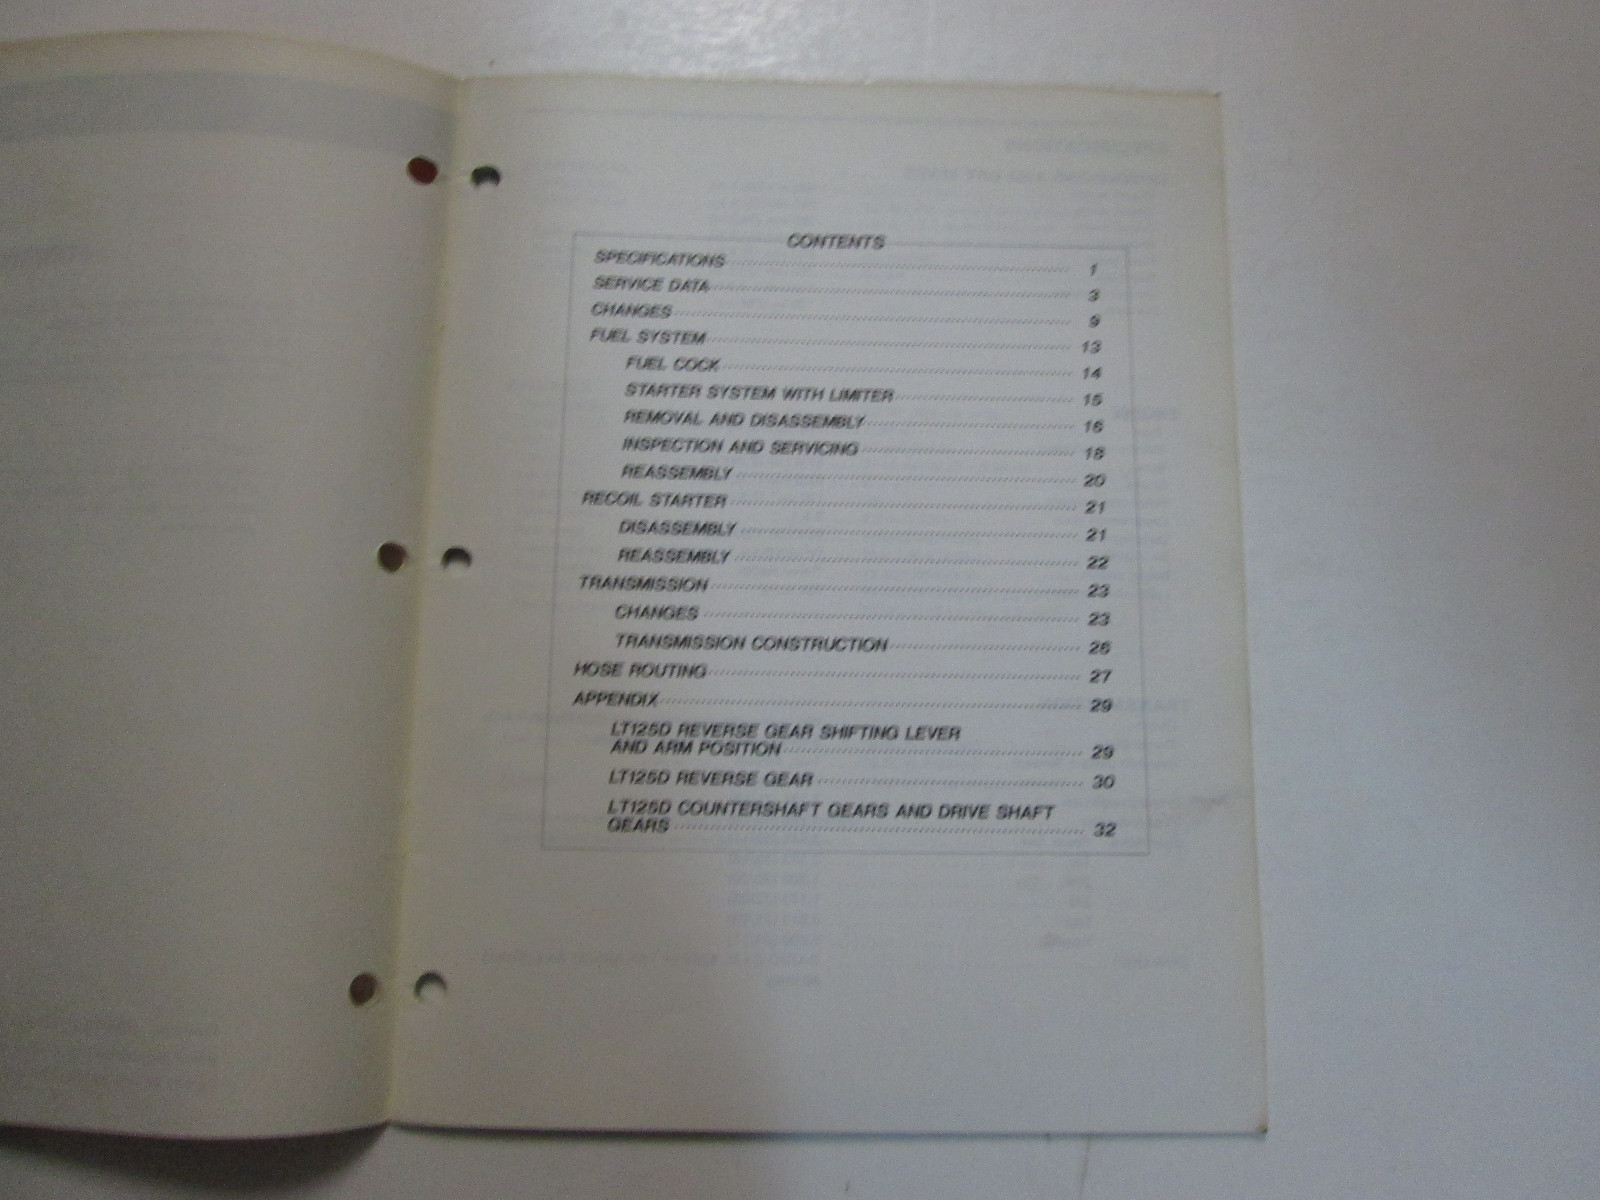 CONTENTS
SPECIFICATIONS 1
SERVICE DATA 3
CHANGES 9
FUEL SYSTEM 13
FUEL COCK 14
STARTER SYSTEM WITH LIMITER 15
REMOVAL AND DISASSEMBLY 16
INSPECTION AND SERVICING 18
REASSEMBLY 20
RECOIL STARTER 21
DISASSEMBLY 21
REASSEMBLY 22
TRANSMISSION 23
CHANGES 23
TRANSMISSION CONSTRUCTION 26
HOSE ROUTING 27
APPENDIX 29
LT125D REVERSE GEAR SHIFTING LEVER
AND ARM POSITION 29
LT125D REVERSE GEAR 30
LT125D COUNTERSHAFT GEARS AND DRIVE SHAFT
GEARS 32